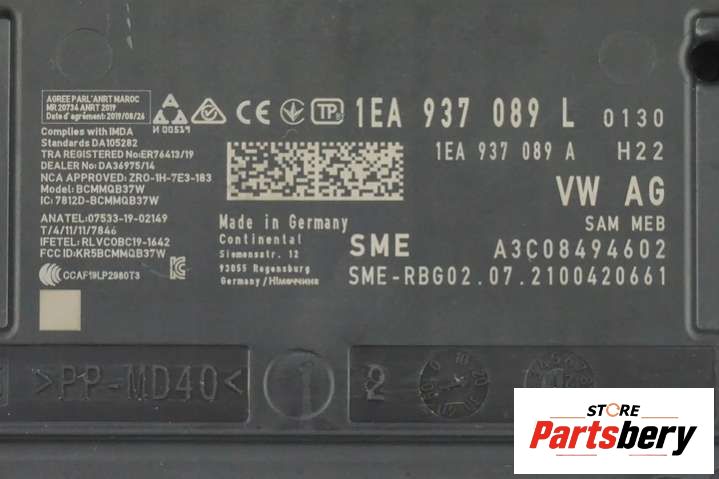 AGREE PAR L'ANRT MAROC
MR 20734 ANRT 2019
Date d'agrément: 2019/08/26
Complies with IMDA
Standards DA105282
TRA REGISTERED No:ER76413/19
DEALER No: DA36975/14
NCA APPROVED: ZRO-1H-7E3-183
Model: BCMMQB37W
IC: 7812D-BCMMQB37W
ANATEL: 07533-19-02149
T/4/11/11/7846
IFETEL: RLVCOBC19-1642
FCC ID:KR5BCMMQB37W
CCAF19LP2980T3
CE
TP
1EA 937 089 L 0130
1EA 937 089 A H22
VW AG
SAM MEB
Made in Germany
Continental
Siemensstr. 12
93055 Regensburg
Germany / Німеччина
SME
A3C08494602
SME-RBG02.07.2100420661
>PP-MD40<
1
2
STORE
Partsbery